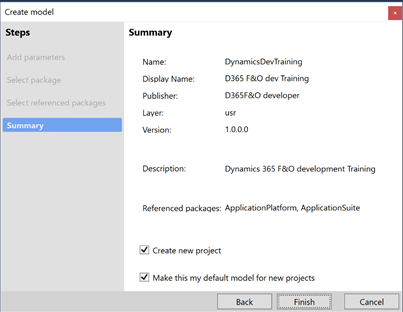 Create model
×
Steps
Summary
Add parameters
Select package
Select referenced packages
Summary
Name: DynamicsDevTraining
Display Name: D365 F&O dev Training
Publisher: D365F&O developer
Layer: usr
Version: 1.0.0.0
Description: Dynamics 365 F&O development Training
Referenced packages: ApplicationPlatform, ApplicationSuite
Create new project
Make this my default model for new projects
Back Finish Cancel